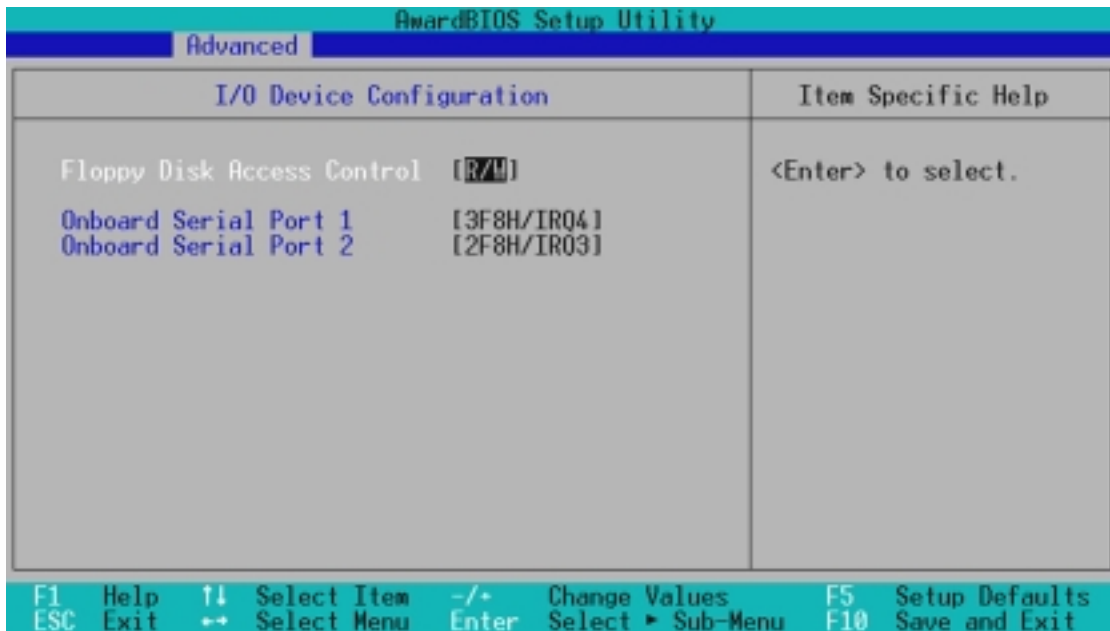 AwardBIOS Setup Utility
Advanced
I/O Device Configuration
Item Specific Help
Floppy Disk Access Control [R/W]
<Enter> to select.
Onboard Serial Port 1 [3F8H/IRQ4]
Onboard Serial Port 2 [2F8H/IRQ3]
F1 Help ↑↓ Select Item -/+ Change Values F5 Setup Defaults
ESC Exit ←→ Select Menu Enter Select ► Sub-Menu F10 Save and Exit